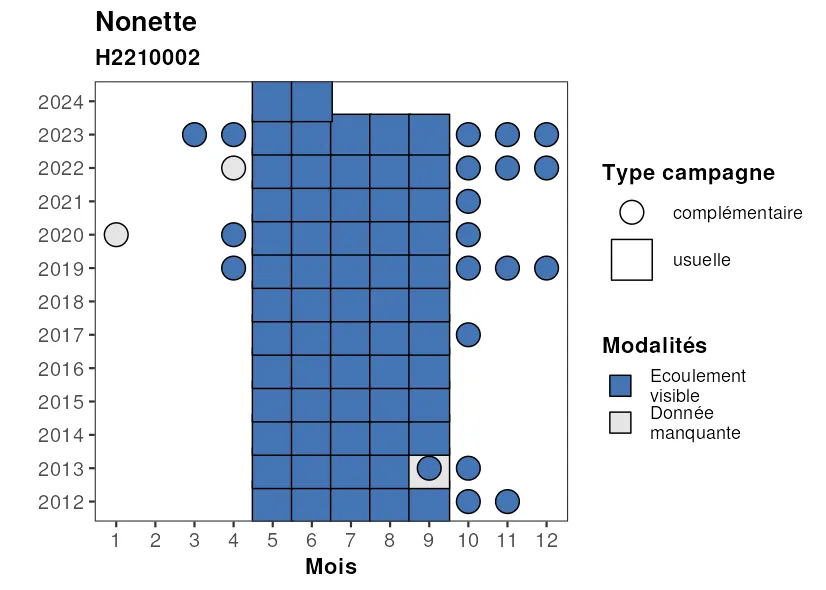 Nonette
H2210002
2024
2023
2022
2021
2020
2019
2018
2017
2016
2015
2014
2013
2012
1 2 3 4 5 6 7 8 9 10 11 12
Mois
Type campagne
complémentaire
usuelle
Modalités
Ecoulement
visible
Donnée
manquante